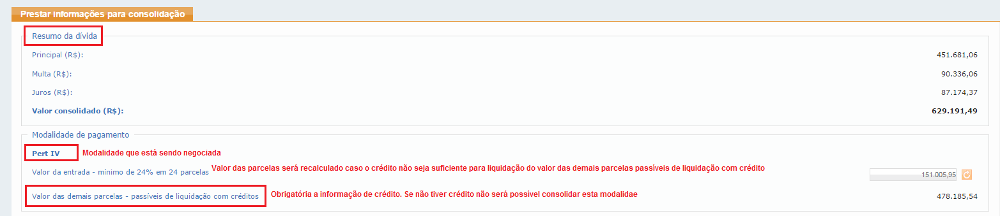 Prestar informações para consolidação
Resumo da dívida
Principal (R$): 451.681,06
Multa (R$): 90.336,06
Juros (R$): 87.174,37
Valor consolidado (R$): 629.191,49
Modalidade de pagamento
Pert IV Modalidade que está sendo negociada
Valor da entrada - mínimo de 24% em 24 parcelas Valor das parcelas será recalculado caso o crédito não seja suficiente para liquidação do valor das demais parcelas passíveis de liquidação com crédito 151.005,95
Valor das demais parcelas - passíveis de liquidação com créditos Obrigatória a informação de crédito. Se não tiver crédito não será possível consolidar esta modalidae 478.185,54